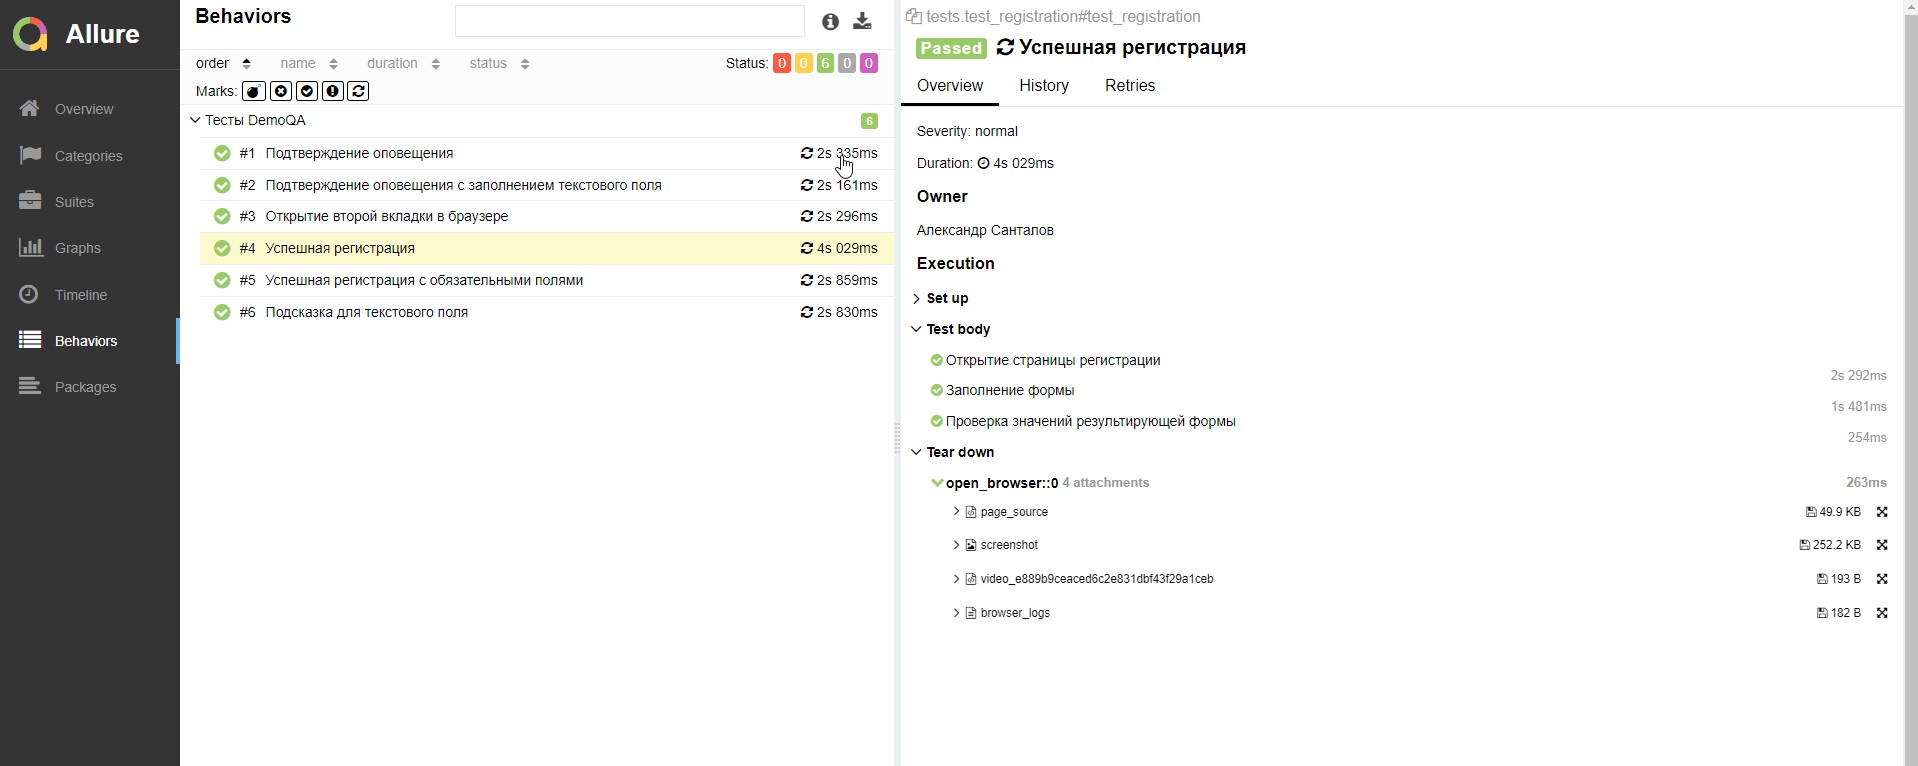 Allure
Overview
Categories
Suites
Graphs
Timeline
Behaviors
Packages
Behaviors
order name duration status
Status: 0 0 6 0 0
Marks:
Тесты DemoQA 6
#1 Подтверждение оповещения 2s 335ms
#2 Подтверждение оповещения с заполнением текстового поля 2s 161ms
#3 Открытие второй вкладки в браузере 2s 296ms
#4 Успешная регистрация 4s 029ms
#5 Успешная регистрация с обязательными полями 2s 859ms
#6 Подсказка для текстового поля 2s 830ms
tests.test_registration#test_registration
Passed Успешная регистрация
Overview History Retries
Severity: normal
Duration: 4s 029ms
Owner
Александр Санталов
Execution
Set up
Test body
Открытие страницы регистрации
2s 292ms
Заполнение формы
1s 481ms
Проверка значений результирующей формы
254ms
Tear down
open_browser::0 4 attachments 263ms
page_source 49.9 KB
screenshot 252.2 KB
video_e889b9ceaced6c2e831dbf43f29a1ceb 193 B
browser_logs 182 B